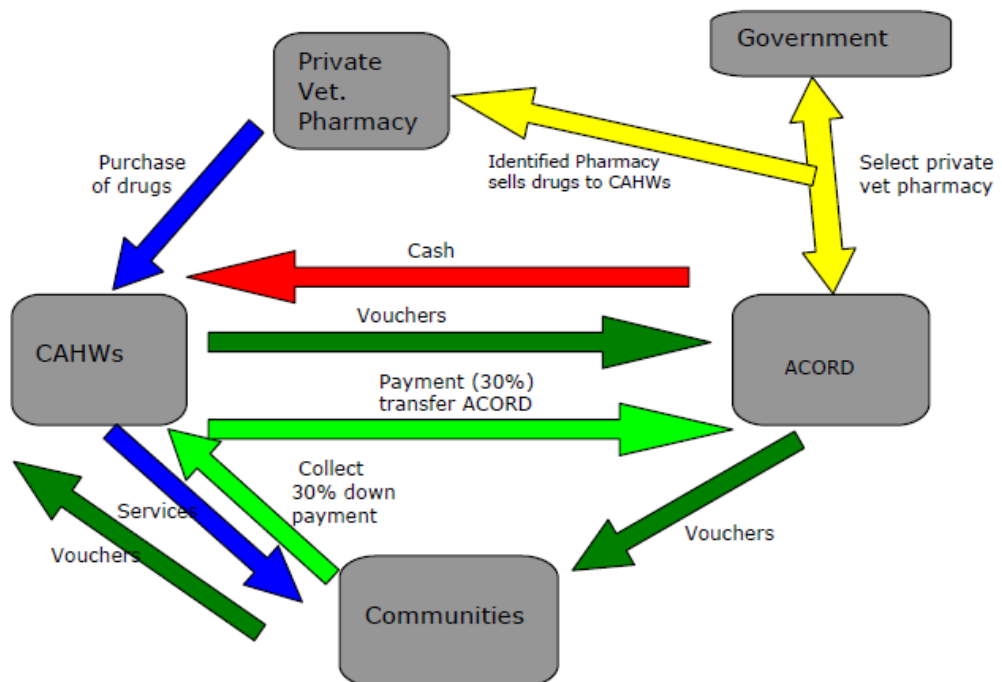 Government
Private
Vet.
Pharmacy
Purchase
of drugs
Identified Pharmacy
sells drugs to CAHWs
Select private
vet pharmacy
Cash
Vouchers
CAHWs
ACORD
Payment (30%)
transfer ACORD
Collect
30% down
payment
Services
Vouchers
Vouchers
Communities